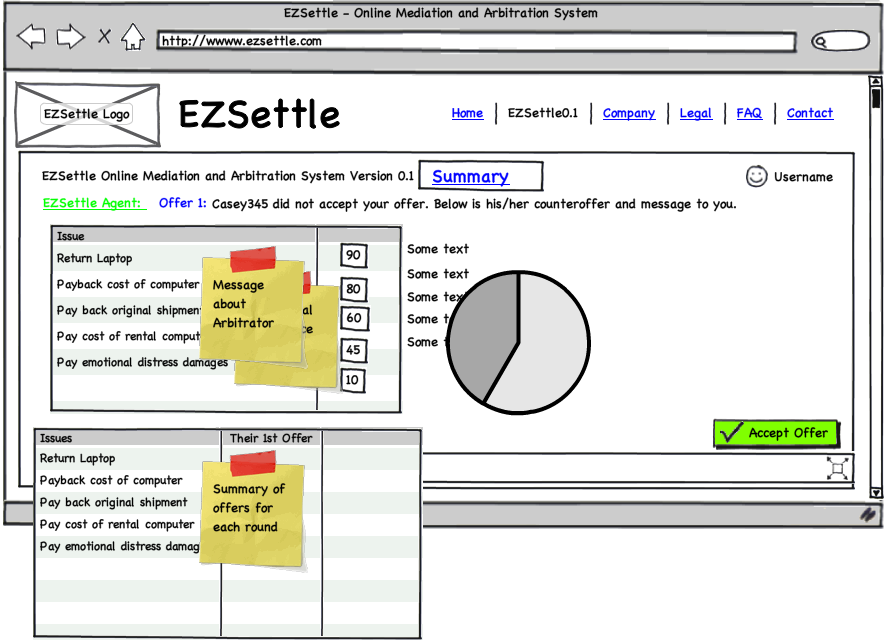 EZSettle - Online Mediation and Arbitration System
http://wwww.ezsettle.com
EZSettle Logo
EZSettle
Home
EZSettle0.1
Company
Legal
FAQ
Contact
EZSettle Online Mediation and Arbitration System Version 0.1
Summary
Username
EZSettle Agent: Offer 1: Casey345 did not accept your offer. Below is his/her counteroffer and message to you.
Issue
Return Laptop
90
Some text
Payback cost of computer
80
Some text
Pay back original shipment
60
Some
Pay cost of rental
45
Some
Pay emotional distress damages
10
Some
Message
about
Arbitrator
Accept Offer
Issues
Their 1st Offer
Return Laptop
Payback cost of computer
Pay back original shipment
Pay cost of rental computer
Pay emotional distress
Summary of
offers for
each round